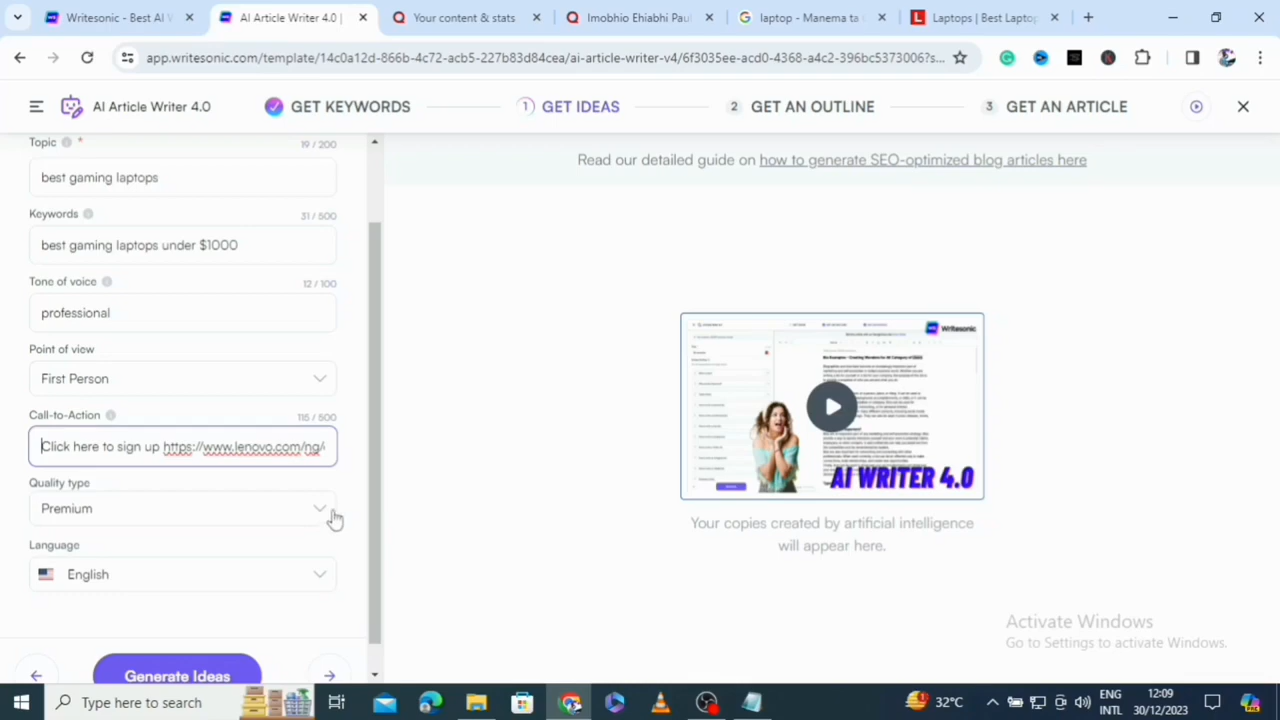 Writesonic - Best AI W
AI Article Writer 4.0 |
Your content & stats
Imobhio Ehiabhi Paul
laptop - Manema ta
Laptops | Best Laptop
app.writesonic.com/template/14c0a12d-866b-4c72-acb5-227b83d84cea/ai-article-writer-v4/6f3035ee-acd0-4368-a4c2-396bc5373006?s...
AI Article Writer 4.0
GET KEYWORDS
1 GET IDEAS
2 GET AN OUTLINE
3 GET AN ARTICLE
Read our detailed guide on how to generate SEO-optimized blog articles here
Topic * 19 / 200
best gaming laptops
Keywords 31 / 500
best gaming laptops under $1000
Tone of voice 12 / 100
professional
Point of view
First Person
Call-to-Action 115 / 500
Click here to
Quality type
Premium
Language
English
Generate Ideas
Writesonic
AI WRITER 4.0
Your copies created by artificial intelligence
will appear here.
Activate Windows
Go to Settings to activate Windows.
Type here to search
32°C
ENG
INTL
12:09
30/12/2023